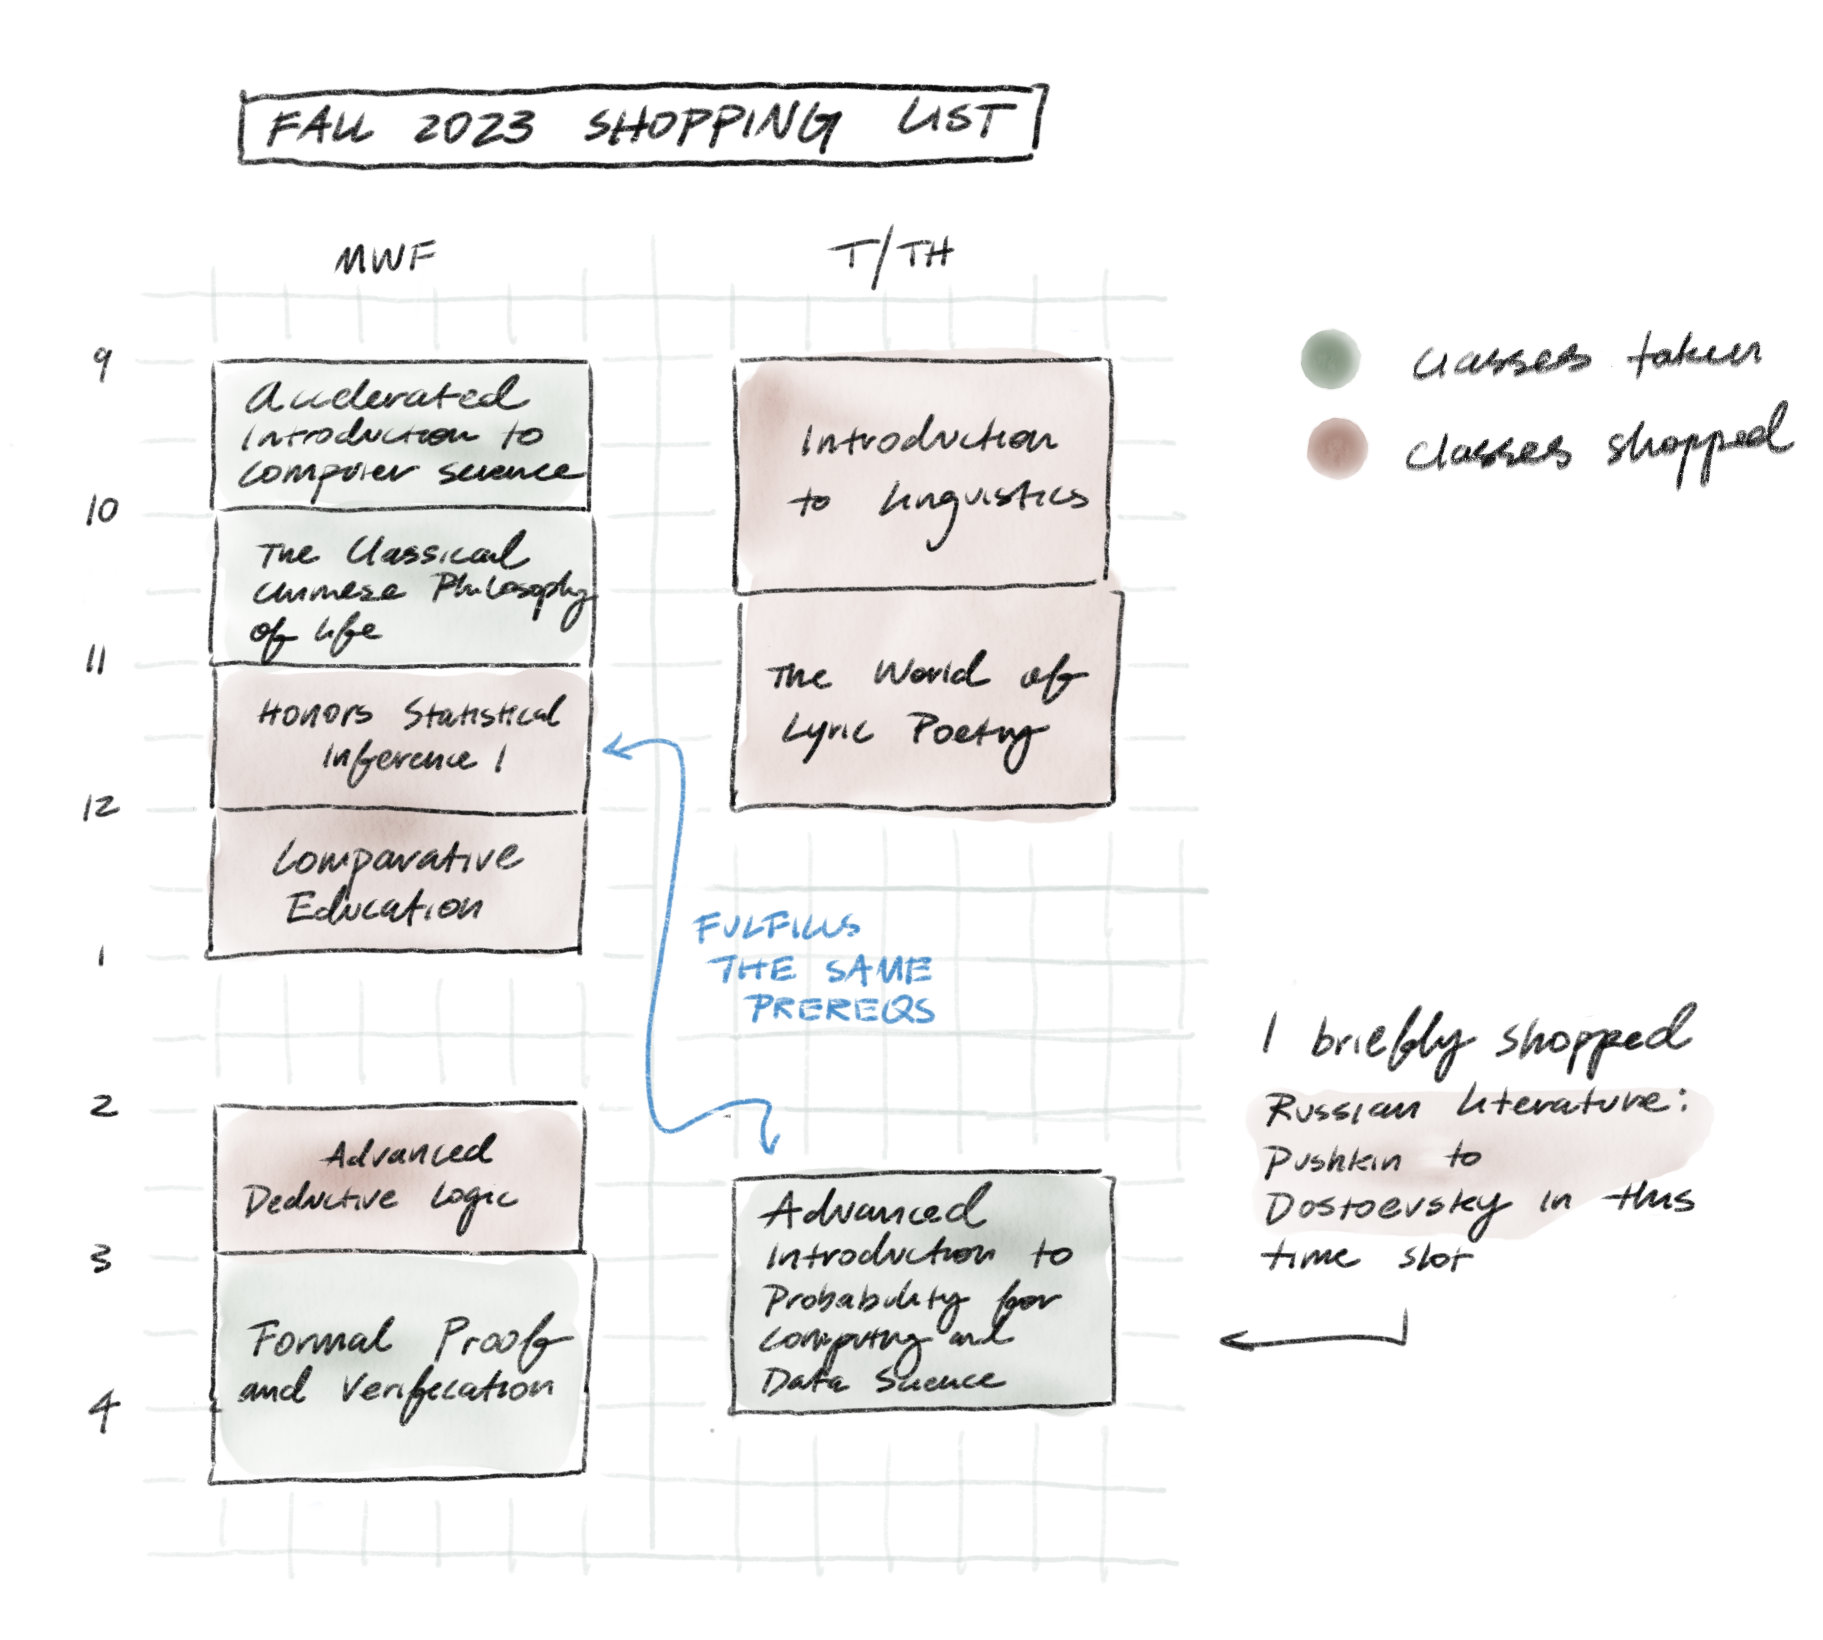 FALL 2023 SHOPPING LIST
MWF
T/TH
9
10
11
12
1
2
3
4
Accelerated
Introduction to
Computer Science
The Classical
Chinese Philosophy
of Life
Honors Statistical
Inference I
Comparative
Education
Advanced
Deductive Logic
Formal Proof
and Verification
Introduction
to Linguistics
The World of
Lyric Poetry
FULFILLS
THE SAME
PREREQS
Advanced
Introduction to
Probability for
Computing and
Data Science
classes taken
classes shopped
I briefly shopped
Russian Literature:
Pushkin to
Dostoevsky in this
time slot